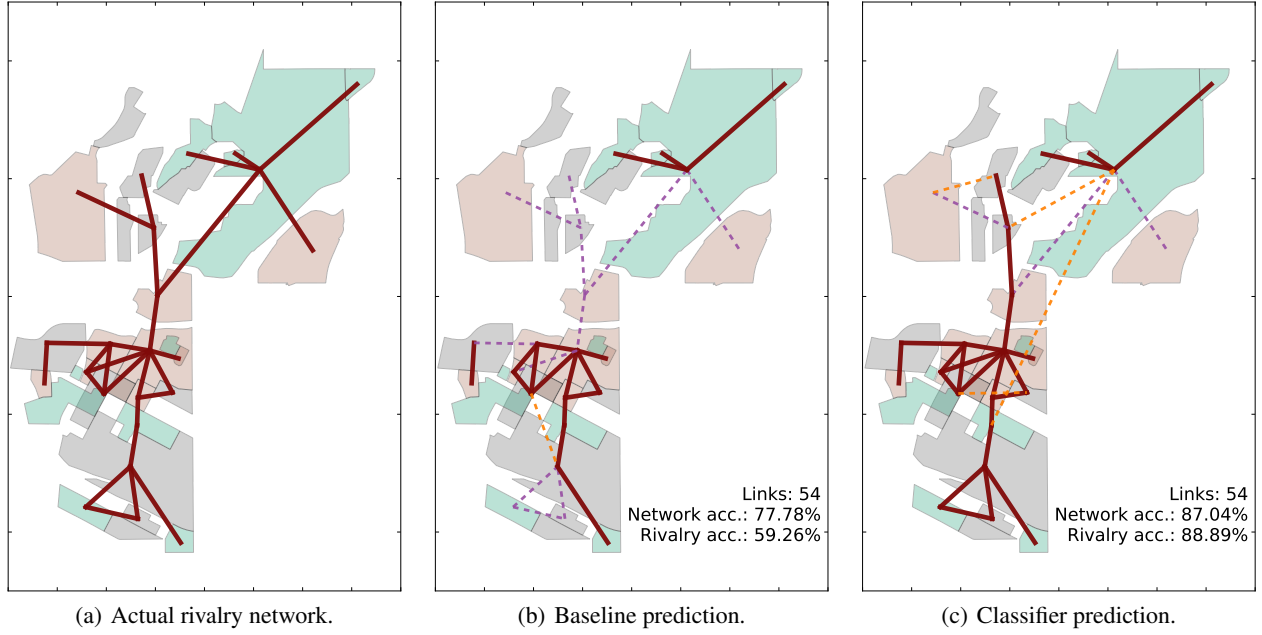 Links: 54
Network acc.: 77.78%
Rivalry acc.: 59.26%
Links: 54
Network acc.: 87.04%
Rivalry acc.: 88.89%
(a) Actual rivalry network.
(b) Baseline prediction.
(c) Classifier prediction.